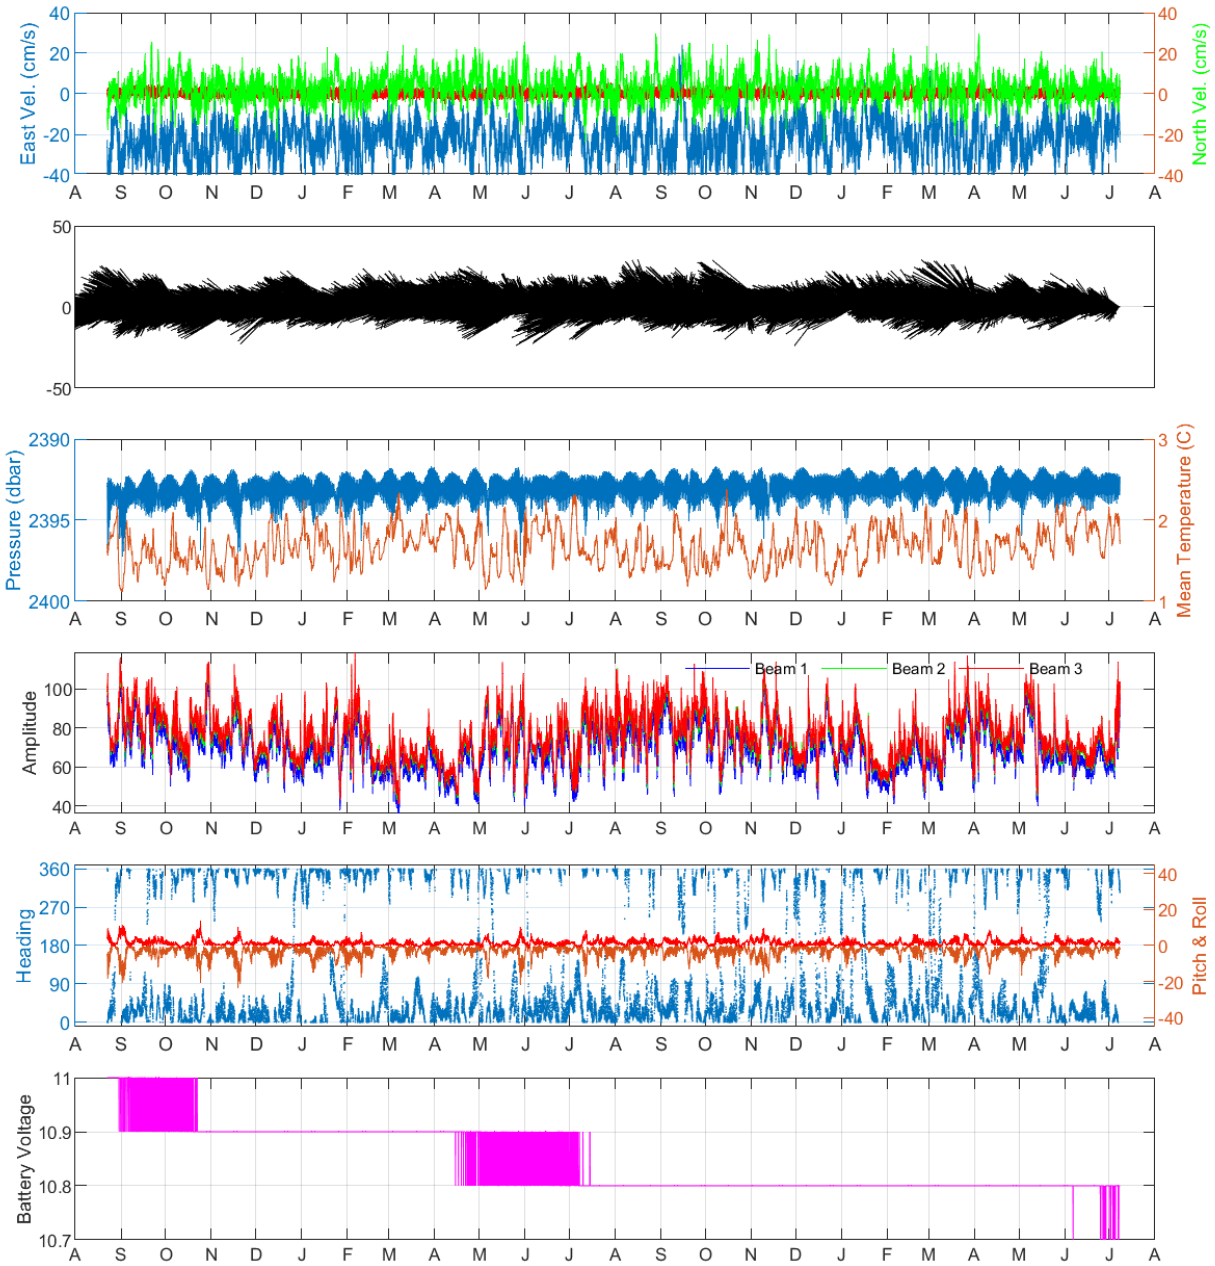 40 40
20 20
0 0
-20 -20
-40 -40
East Vel. (cm/s)
North Vel. (cm/s)
A S O N D J F M A M J J A S O N D J F M A M J J A
50
0
-50
2390 3
2395 2
2400 1
Pressure (dbar)
Mean Temperature (C)
A S O N D J F M A M J J A S O N D J F M A M J J A
Beam 1 Beam 2 Beam 3
100
80
60
40
Amplitude
A S O N D J F M A M J J A S O N D J F M A M J J A
360 40
270 20
180 0
90 -20
0 -40
Heading
Pitch & Roll
A S O N D J F M A M J J A S O N D J F M A M J J A
11
10.9
10.8
10.7
Battery Voltage
A S O N D J F M A M J J A S O N D J F M A M J J A